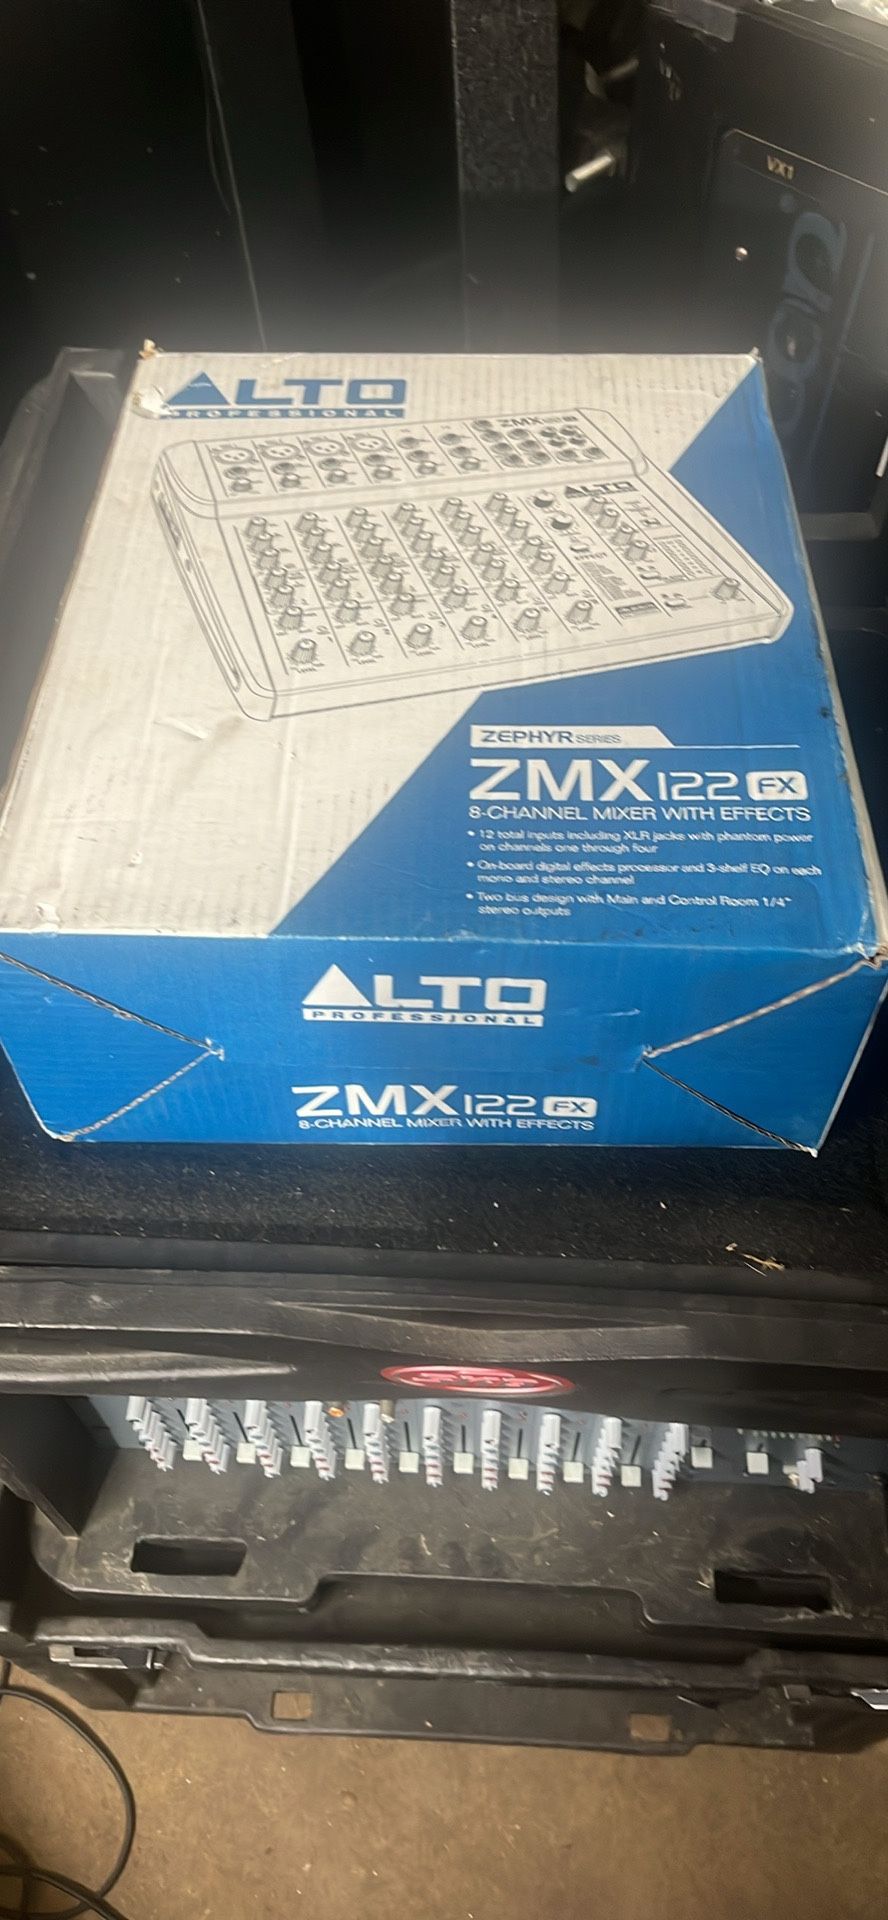 VX1
ALTO
PROFESSIONAL
ZMX
ALTO
ZEPHYR SERIES
ZMX122 FX
8-CHANNEL MIXER WITH EFFECTS
• 12 total inputs including XLR jacks with phantom power
on channels one through four
• On-board digital effects processor and 3-shelf EQ on each
mono and stereo channel
• Two bus design with Main and Control Room 1/4"
stereo outputs
ALTO
PROFESSIONAL
ZMX122 FX
8-CHANNEL MIXER WITH EFFECTS